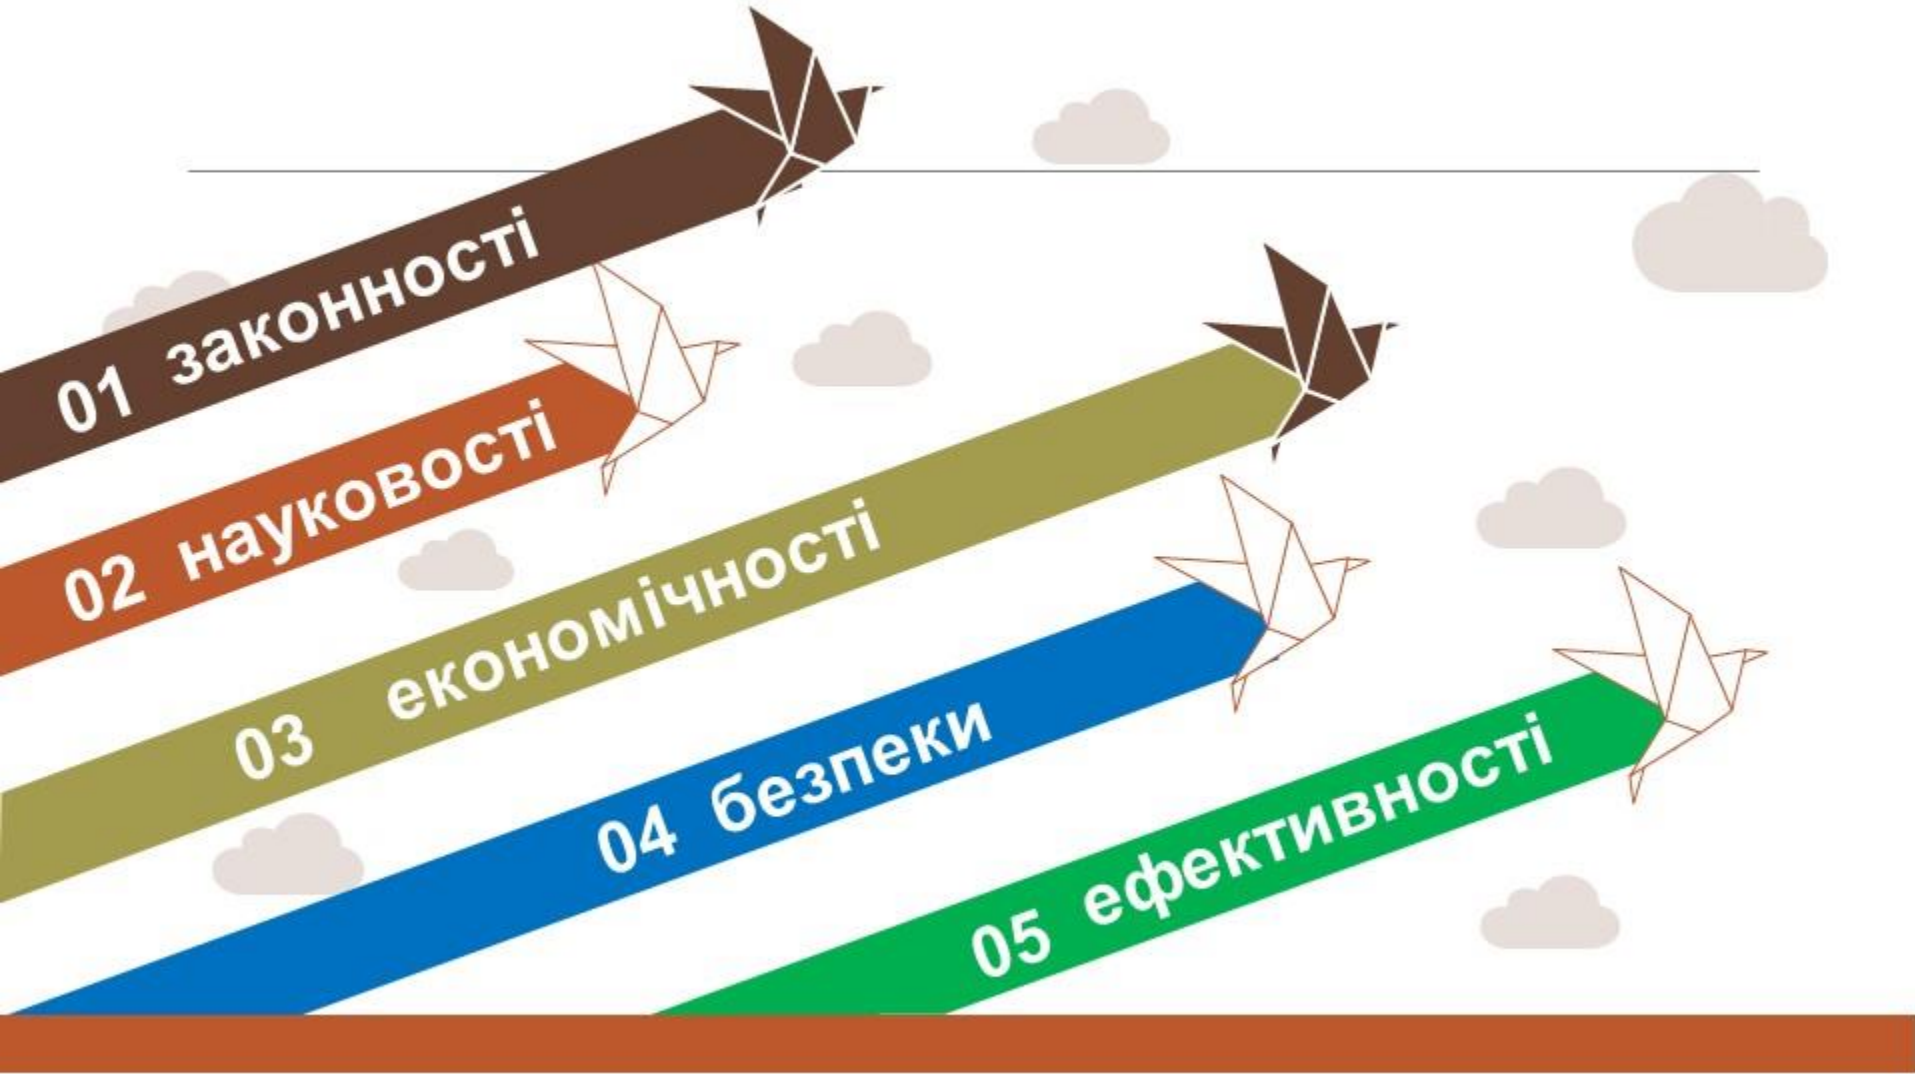 01 законності
02 науковості
03 економічності
04 безпеки
05 ефективності